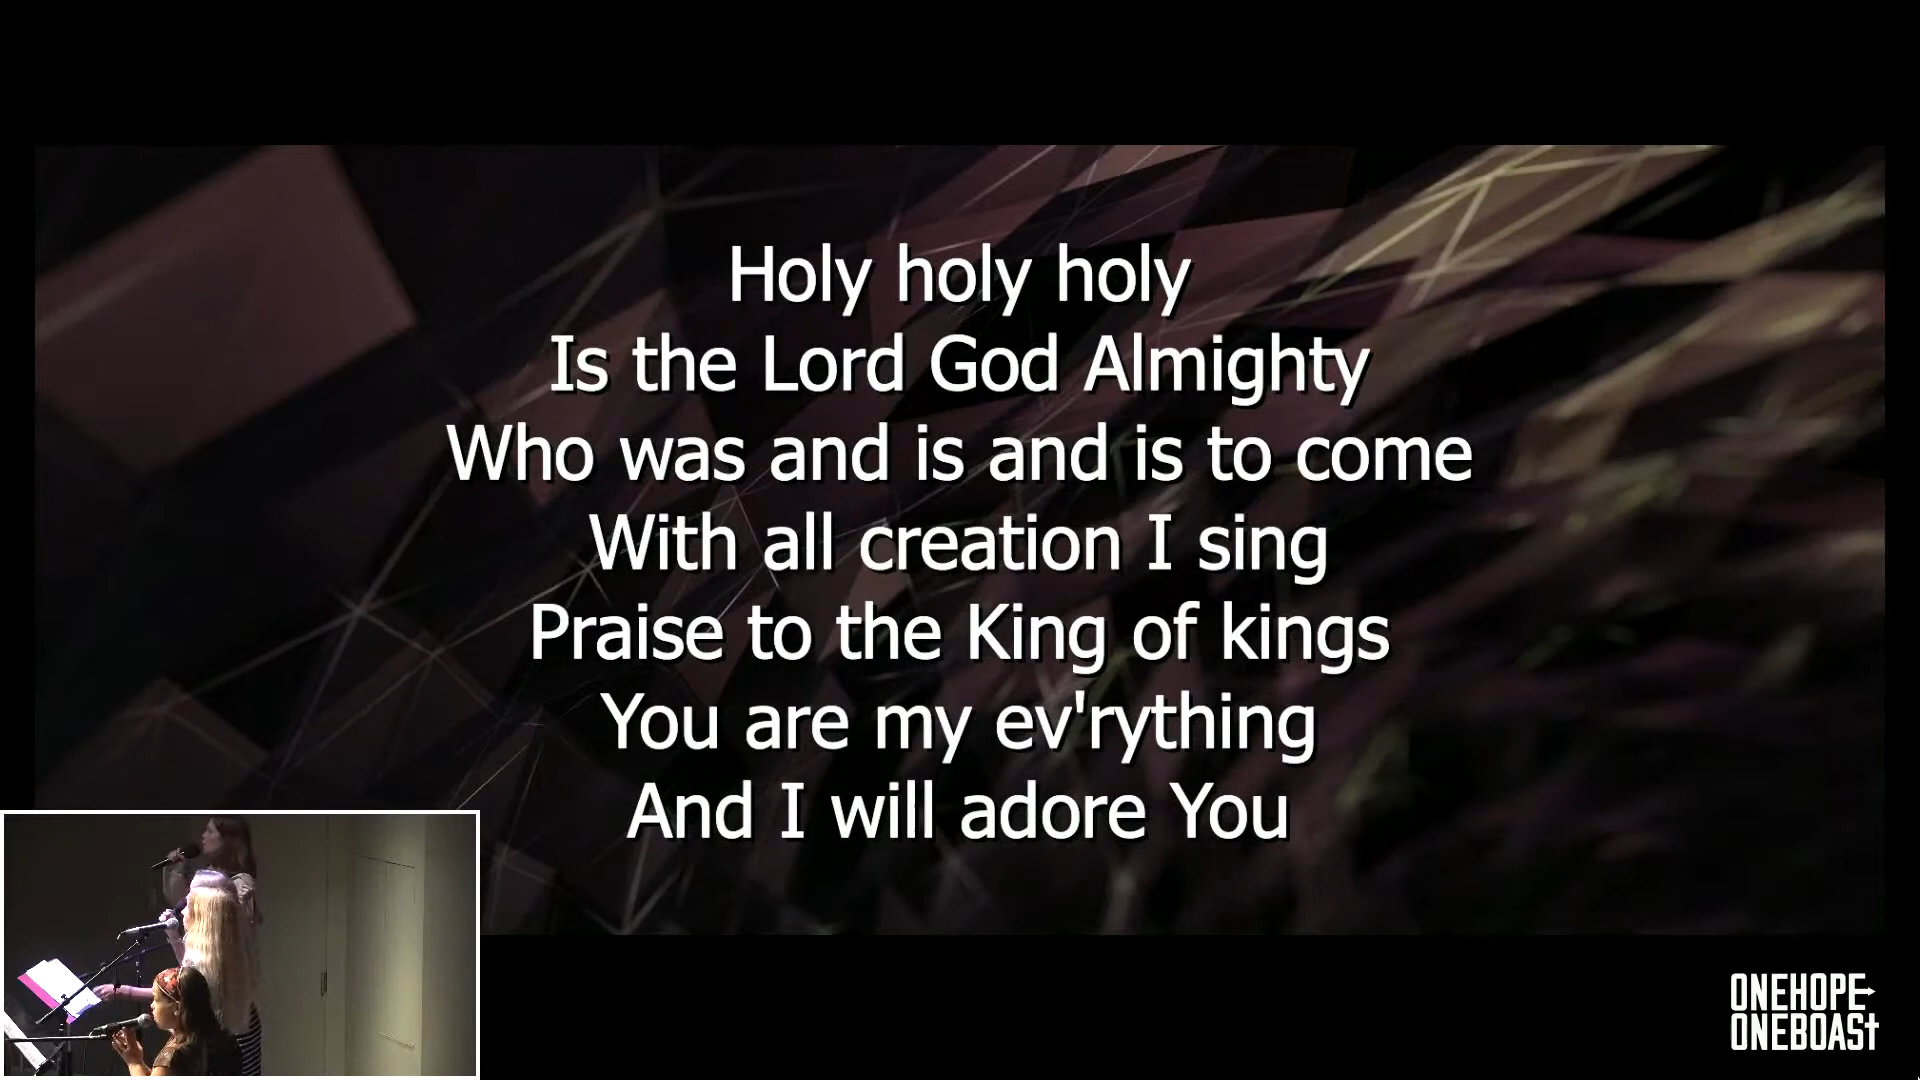 Holy holy holy
Is the Lord God Almighty
Who was and is and is to come
With all creation I sing
Praise to the King of kings
You are my ev'rything
And I will adore You
ONEHOPE
ONEBOAST